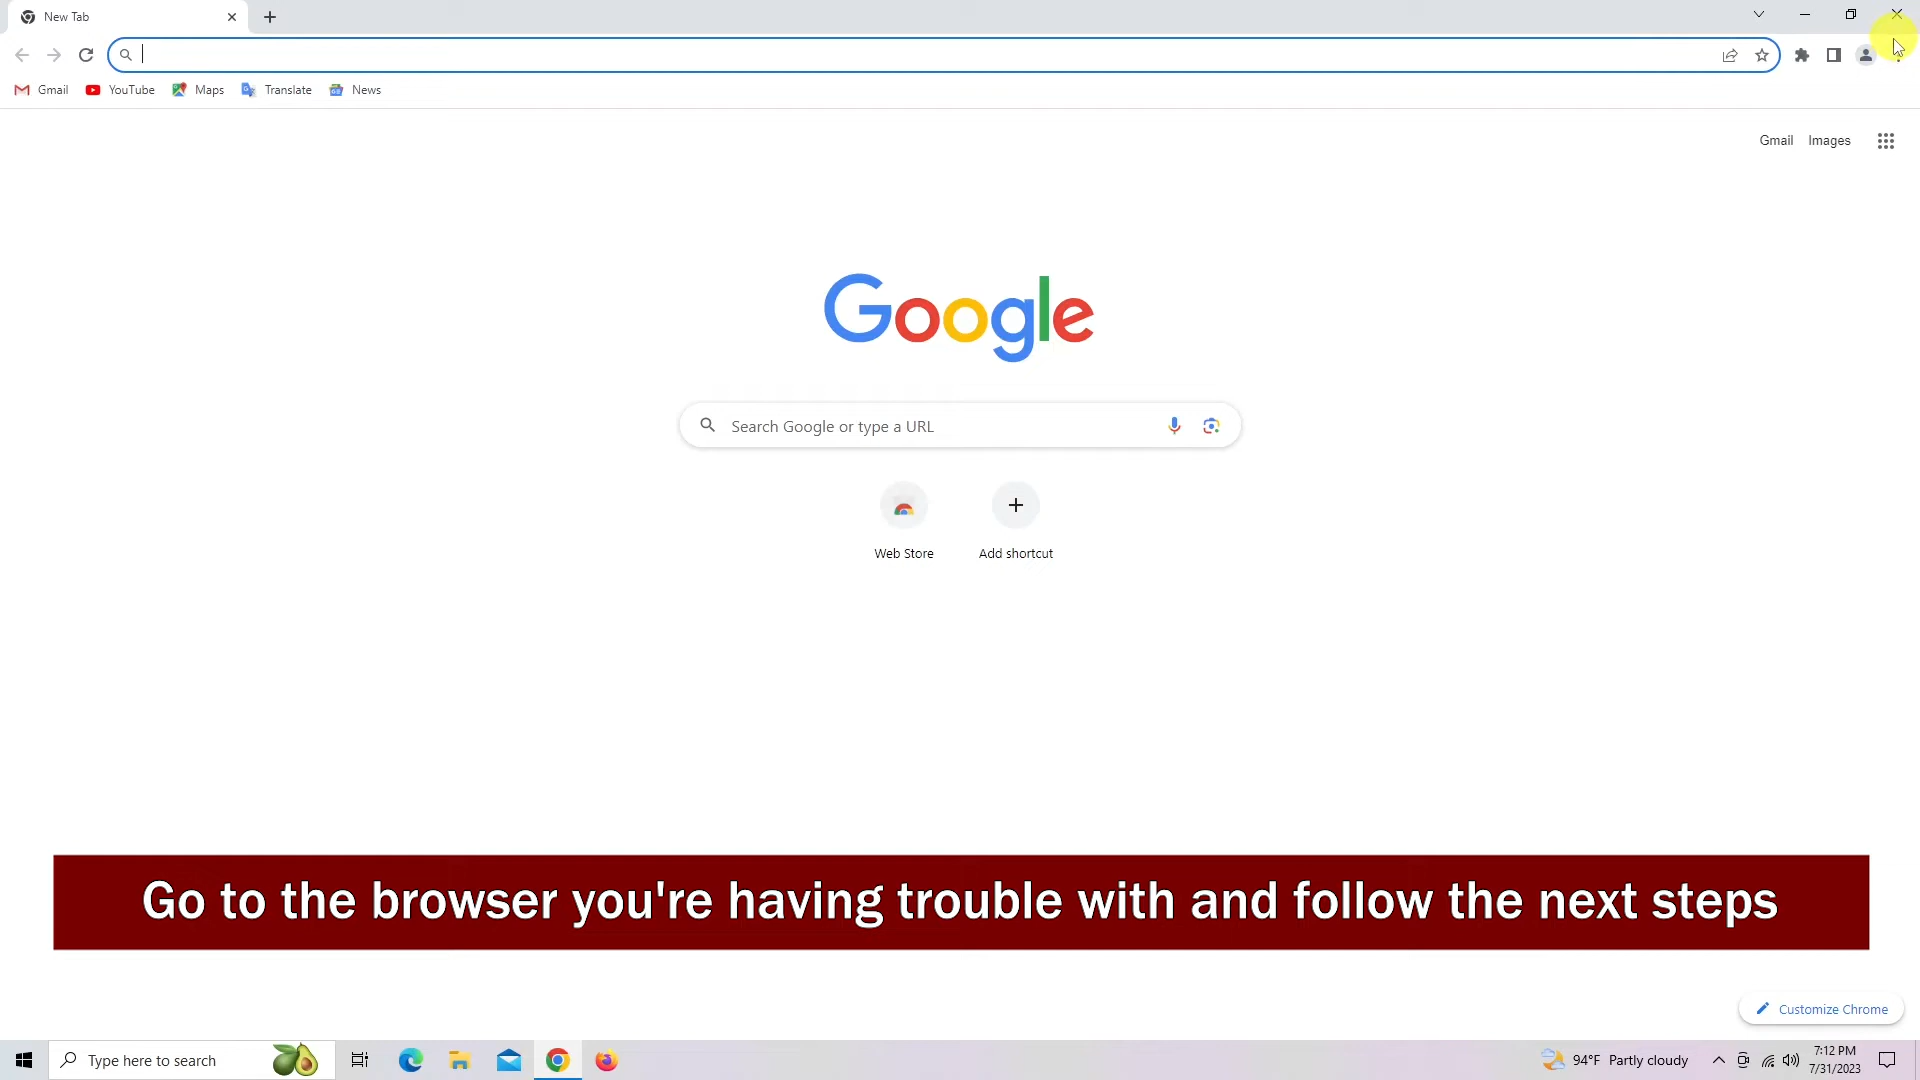 New Tab
Gmail YouTube Maps Translate News
Gmail Images
Google
Search Google or type a URL
Web Store Add shortcut
Go to the browser you're having trouble with and follow the next steps
Customize Chrome
Type here to search
94°F Partly cloudy
7:12 PM
7/31/2023